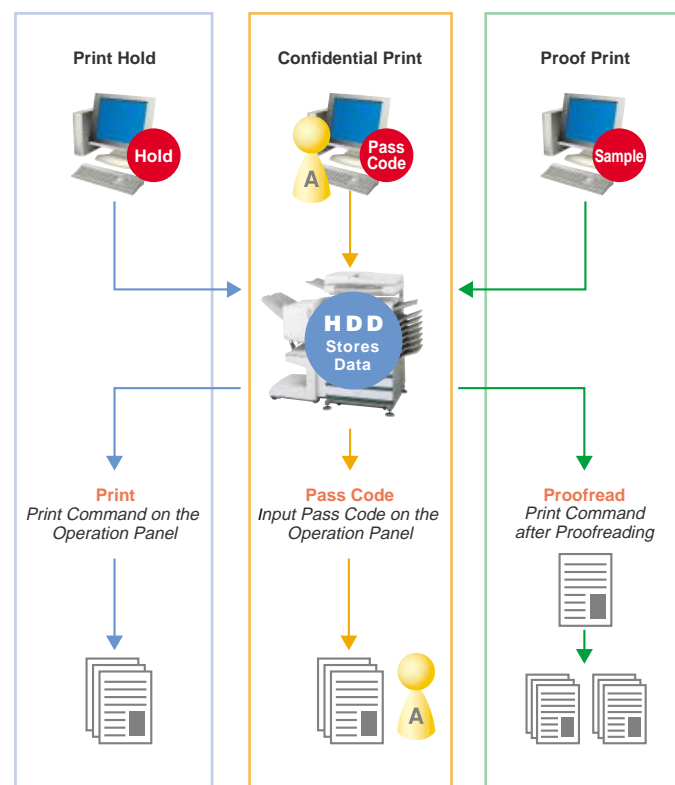 Print Hold
Confidential Print
Proof Print
Hold
Pass
Code
A
Sample
HDD
Stores
Data
Print
Print Command on the
Operation Panel
Pass Code
Input Pass Code on the
Operation Panel
Proofread
Print Command
after Proofreading
A